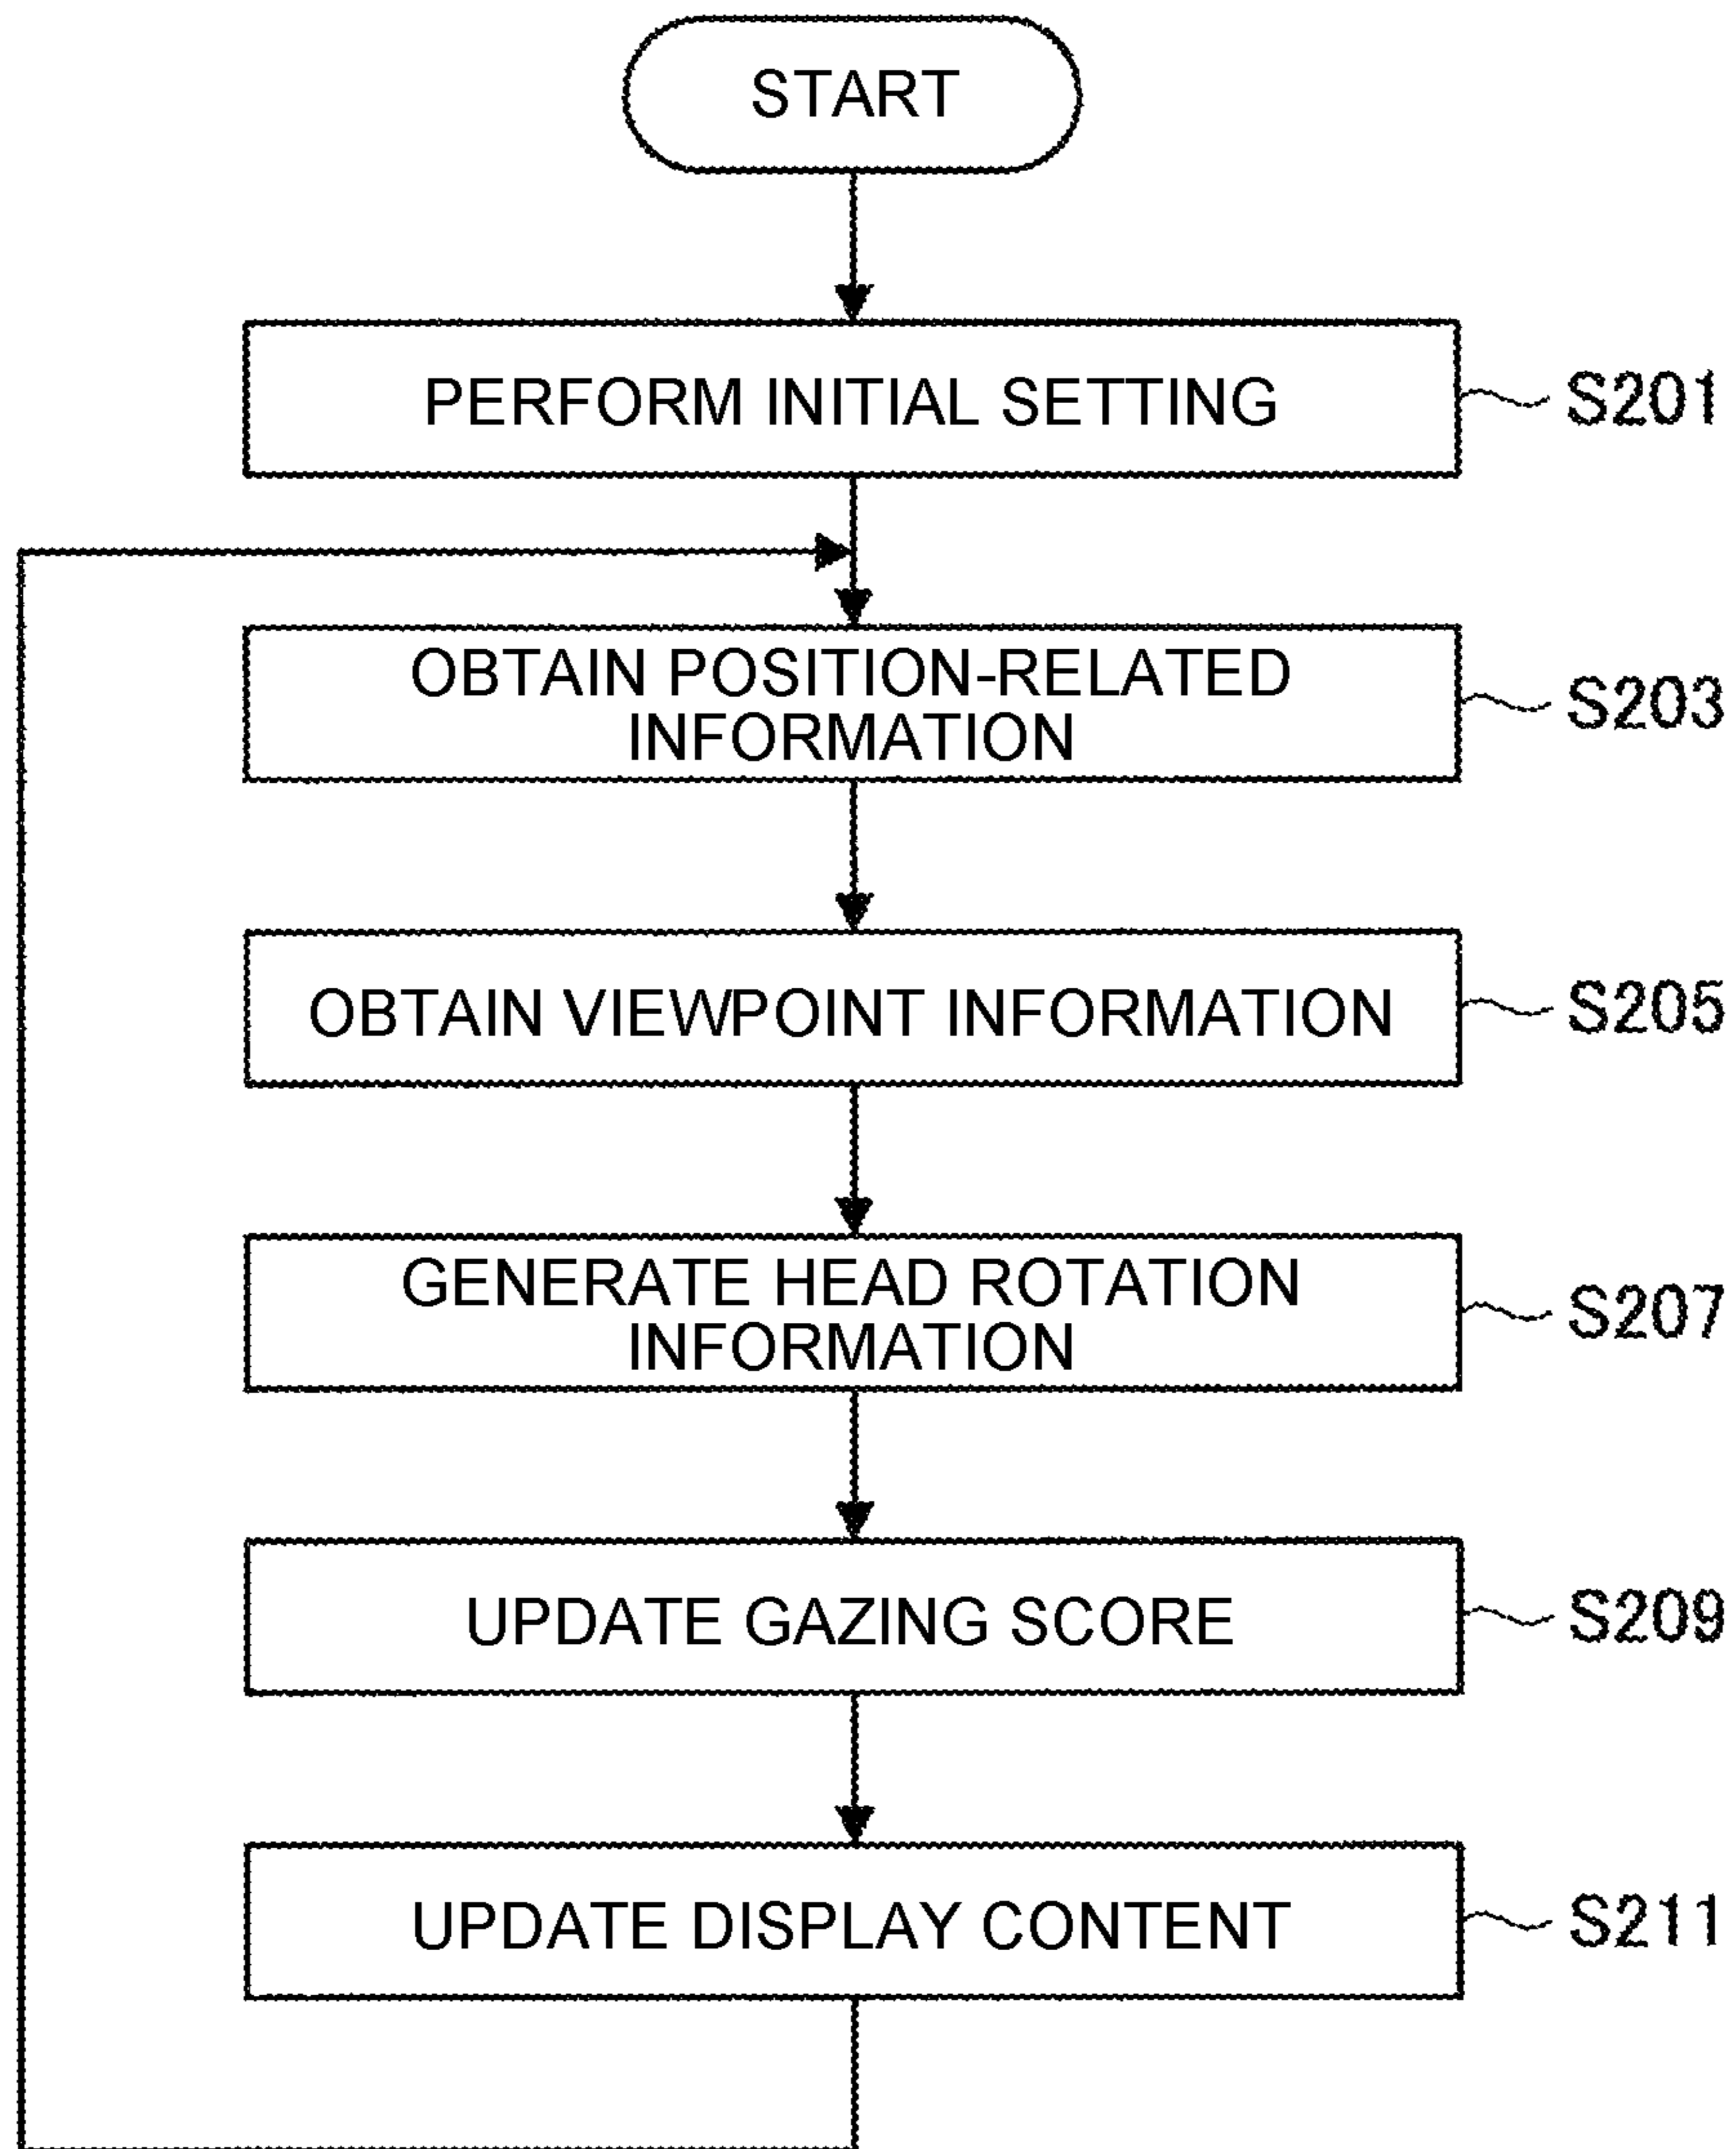 START
PERFORM INITIAL SETTING
S201
OBTAIN POSITION-RELATED
INFORMATION
S203
OBTAIN VIEWPOINT INFORMATION
S205
GENERATE HEAD ROTATION
INFORMATION
S207
UPDATE GAZING SCORE
S209
UPDATE DISPLAY CONTENT
S211